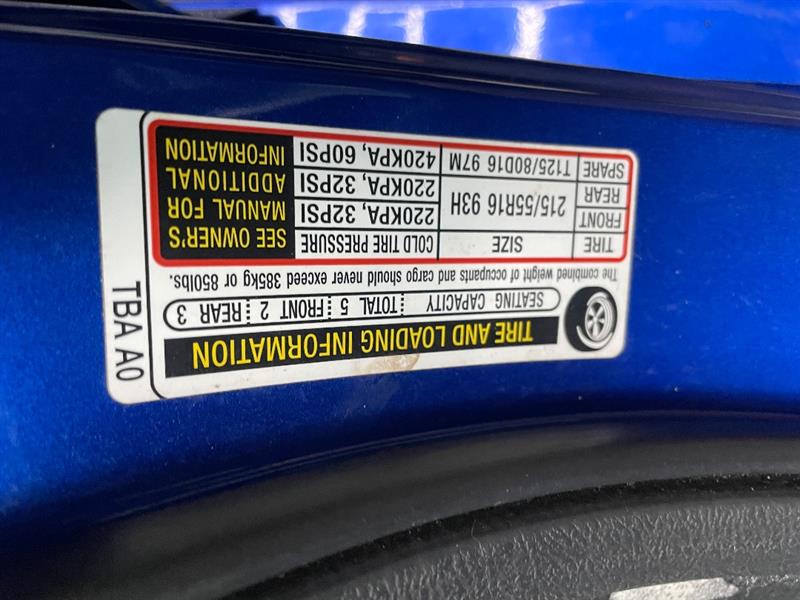 TIRE AND LOADING INFORMATION
SEATING CAPACITY TOTAL 5 FRONT 2 REAR 3
The combined weight of occupants and cargo should never exceed 385kg or 850lbs.
TIRE SIZE COLD TIRE PRESSURE
FRONT 215/55R16 93H 220KPA, 32PSI
REAR 220KPA, 32PSI
SPARE T125/80D16 97M 420KPA, 60PSI
SEE OWNER'S
MANUAL FOR
ADDITIONAL
INFORMATION
TBA A0